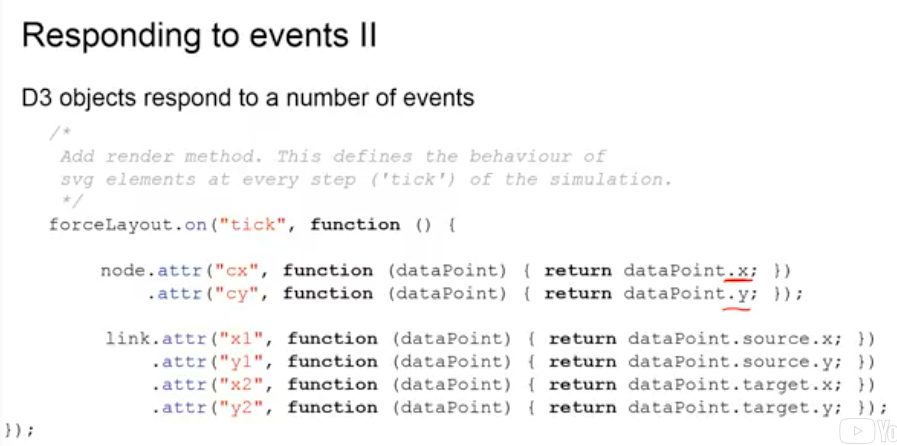 Responding to events II
D3 objects respond to a number of events
/*
Add render method. This defines the behaviour of
svg elements at every step ('tick') of the simulation.
*/
forceLayout.on("tick", function () {
node.attr("cx", function (dataPoint) { return dataPoint.x; })
.attr("cy", function (dataPoint) { return dataPoint.y; });
link.attr("x1", function (dataPoint) { return dataPoint.source.x; })
.attr("y1", function (dataPoint) { return dataPoint.source.y; })
.attr("x2", function (dataPoint) { return dataPoint.target.x; })
.attr("y2", function (dataPoint) { return dataPoint.target.y; });
});
Yo